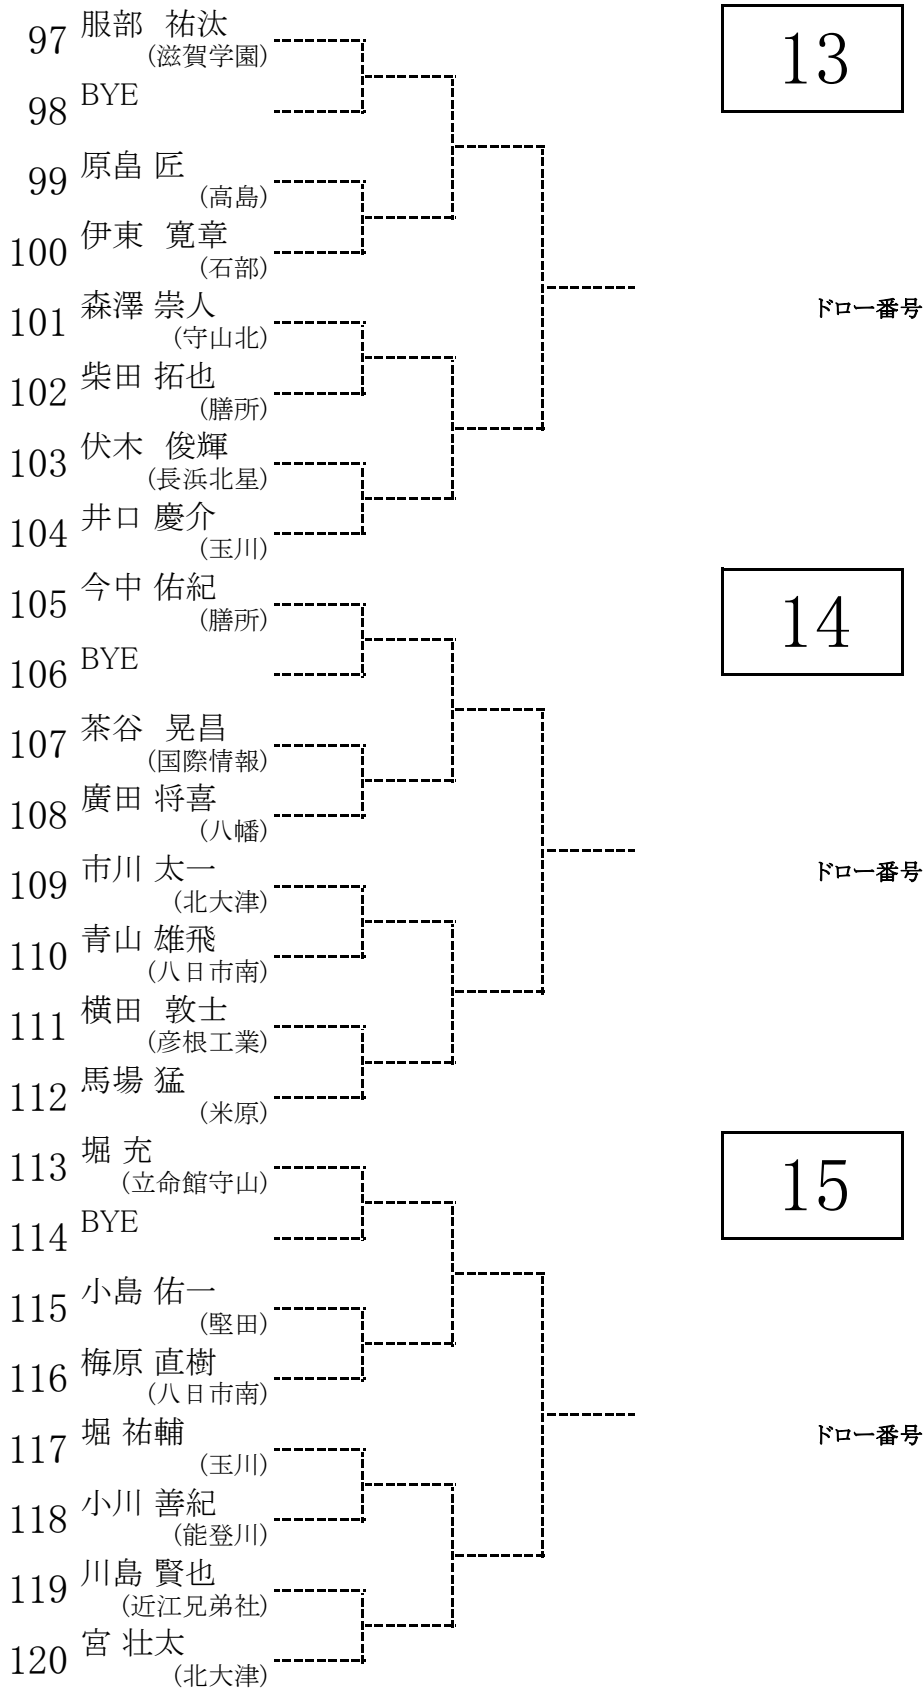 13
97 服部 祐汰
(滋賀学園)
98 BYE
99 原畠 匠
(高島)
100 伊東 寛章
(石部)
101 森澤 崇人
(守山北)
ドロー番号
102 柴田 拓也
(膳所)
103 伏木 俊輝
(長浜北星)
104 井口 慶介
(玉川)
14
105 今中 佑紀
(膳所)
106 BYE
107 茶谷 晃昌
(国際情報)
108 廣田 将喜
(八幡)
109 市川 太一
(北大津)
ドロー番号
110 青山 雄飛
(八日市南)
111 横田 敦士
(彦根工業)
112 馬場 猛
(米原)
15
113 堀 充
(立命館守山)
114 BYE
115 小島 佑一
(堅田)
116 梅原 直樹
(八日市南)
117 堀 祐輔
(玉川)
ドロー番号
118 小川 善紀
(能登川)
119 川島 賢也
(近江兄弟社)
120 宮 壮太
(北大津)